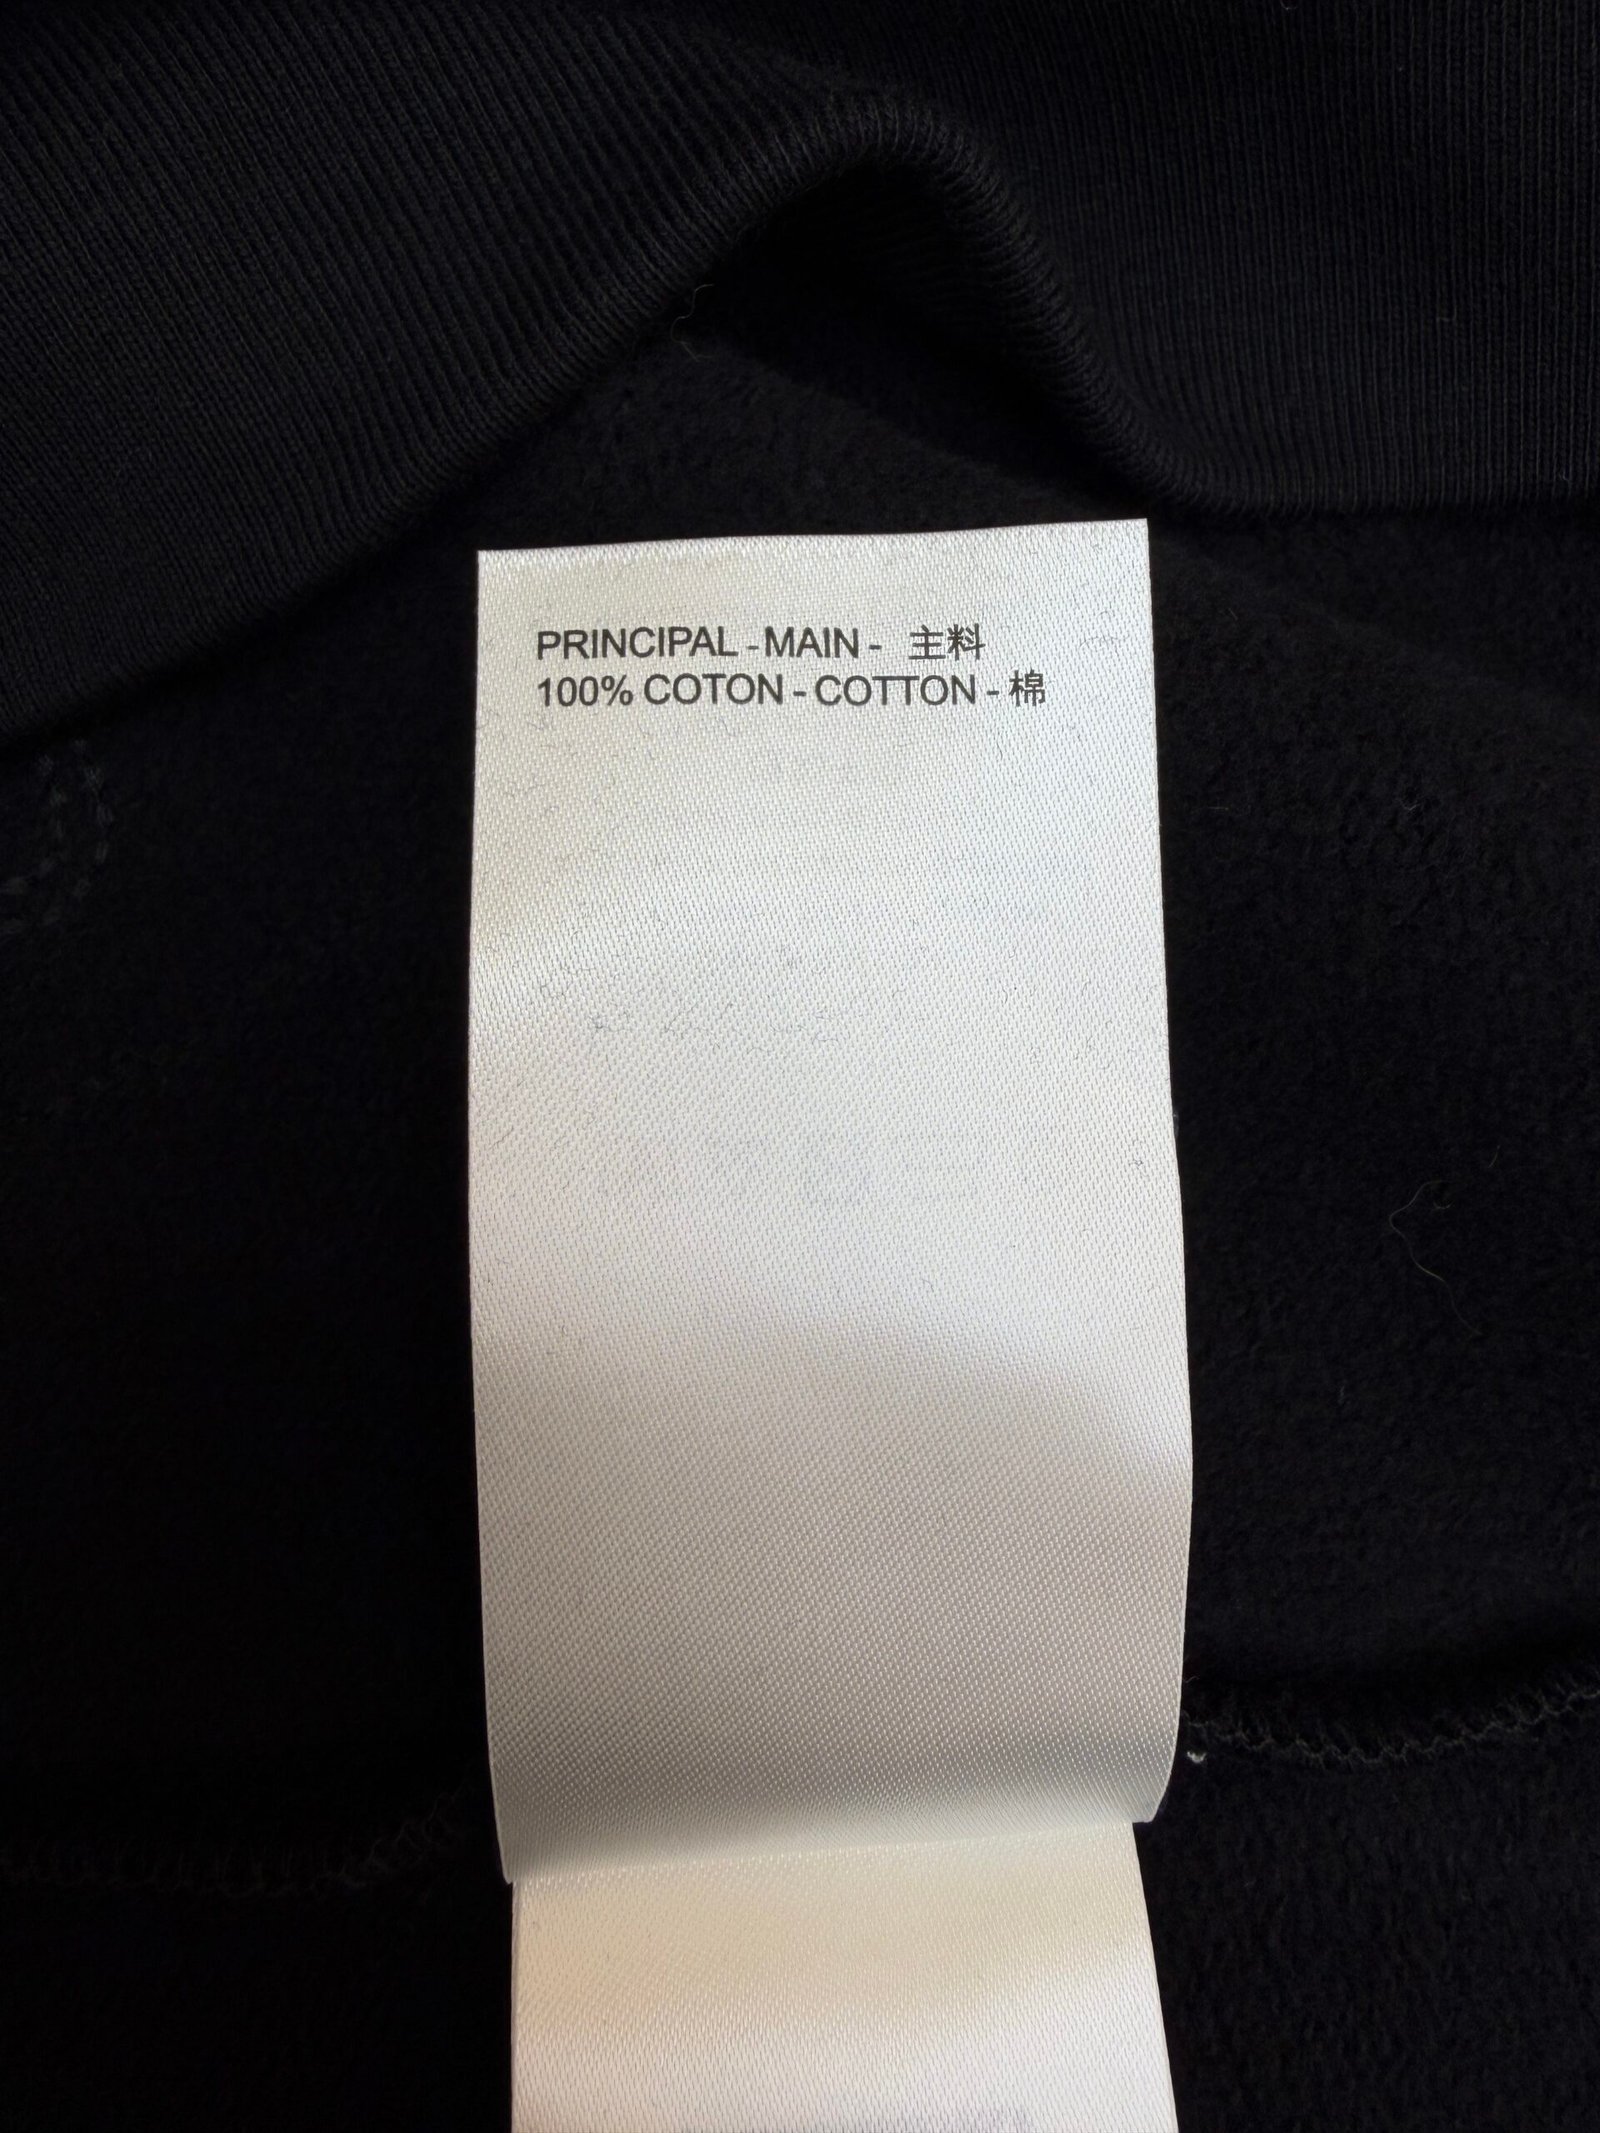 PRINCIPAL - MAIN - 主料
100% COTON - COTTON - 棉